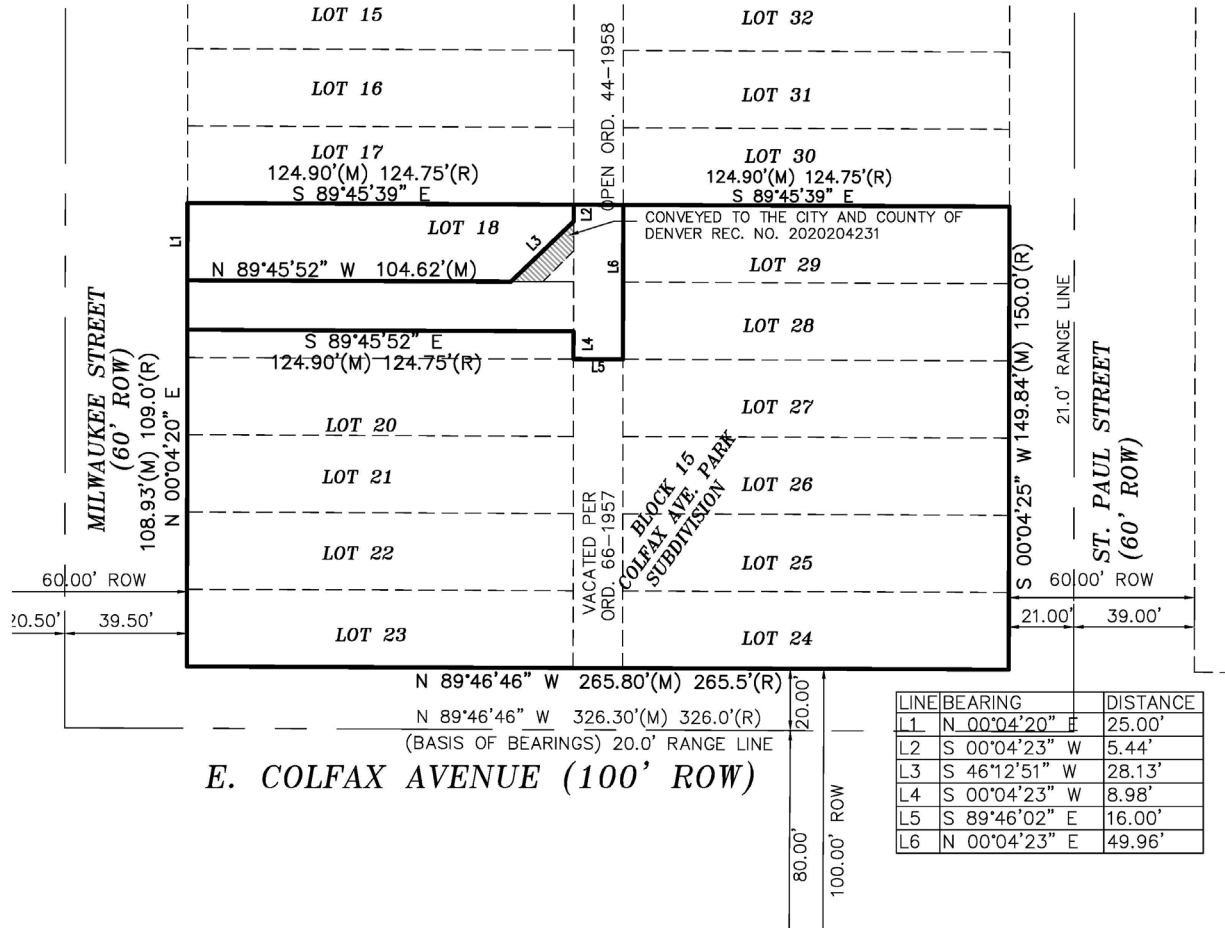 LOT 15
LOT 32
LOT 16
LOT 31
OPEN ORD. 44-1958
LOT 17
124.90'(M) 124.75'(R)
S 89°45'39" E
LOT 30
124.90'(M) 124.75'(R)
S 89°45'39" E
L1
LOT 18
L2
L3
CONVEYED TO THE CITY AND COUNTY OF
DENVER REC. NO. 2020204231
L6
LOT 29
N 89°45'52" W 104.62'(M)
LOT 28
S 89°45'52" E
124.90'(M) 124.75'(R)
L4
L5
MILWAUKEE STREET
(60' ROW)
108.93'(M) 109.0'(R)
N 00°04'20" E
LOT 20
LOT 27
LOT 21
LOT 26
BLOCK 15
COLFAX AVE. PARK
SUBDIVISION
S 00°04'25" W 149.84'(M) 150.0'(R)
21.0' RANGE LINE
ST. PAUL STREET
(60' ROW)
LOT 22
VACATED PER
ORD. 66-1957
LOT 25
60.00' ROW
20.50'
39.50'
60.00' ROW
21.00'
39.00'
LOT 23
LOT 24
N 89°46'46" W 265.80'(M) 265.5'(R)
N 89°46'46" W 326.30'(M) 326.0'(R)
(BASIS OF BEARINGS) 20.0' RANGE LINE
20.00'
E. COLFAX AVENUE (100' ROW)
80.00'
100.00' ROW
LINE BEARING DISTANCE
L1 N 00°04'20" E 25.00'
L2 S 00°04'23" W 5.44'
L3 S 46°12'51" W 28.13'
L4 S 00°04'23" W 8.98'
L5 S 89°46'02" E 16.00'
L6 N 00°04'23" E 49.96'